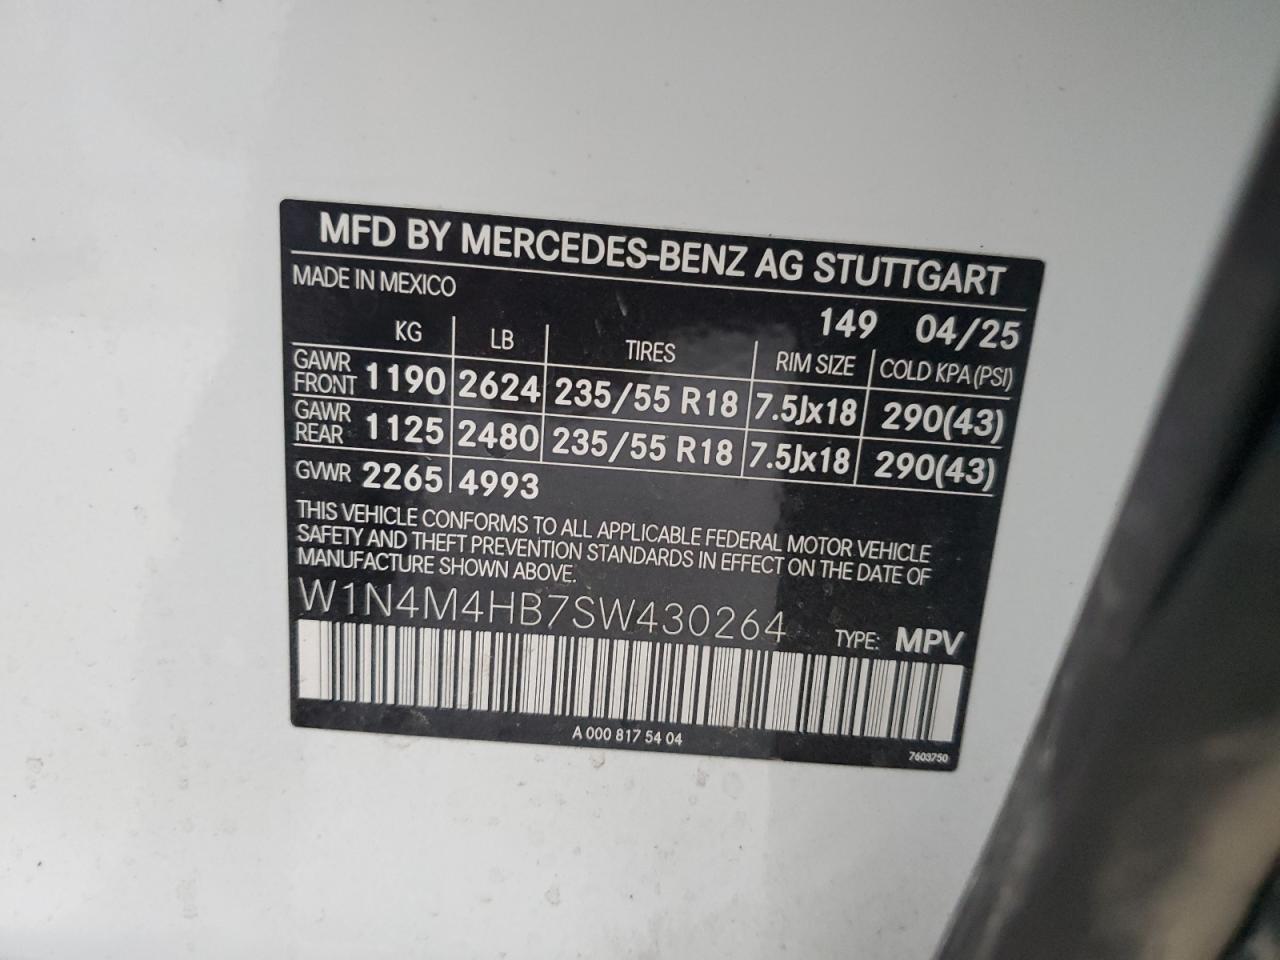 MFD BY MERCEDES-BENZ AG STUTTGART
MADE IN MEXICO
149 04/25
KG LB TIRES RIM SIZE COLD KPA (PSI)
GAWR FRONT 1190 2624 235/55 R18 7.5Jx18 290(43)
GAWR REAR 1125 2480 235/55 R18 7.5Jx18 290(43)
GVWR 2265 4993
THIS VEHICLE CONFORMS TO ALL APPLICABLE FEDERAL MOTOR VEHICLE
SAFETY AND THEFT PREVENTION STANDARDS IN EFFECT ON THE DATE OF
MANUFACTURE SHOWN ABOVE.
W1N4M4HB7SW430264 TYPE: MPV
A 000 817 54 04
7603750